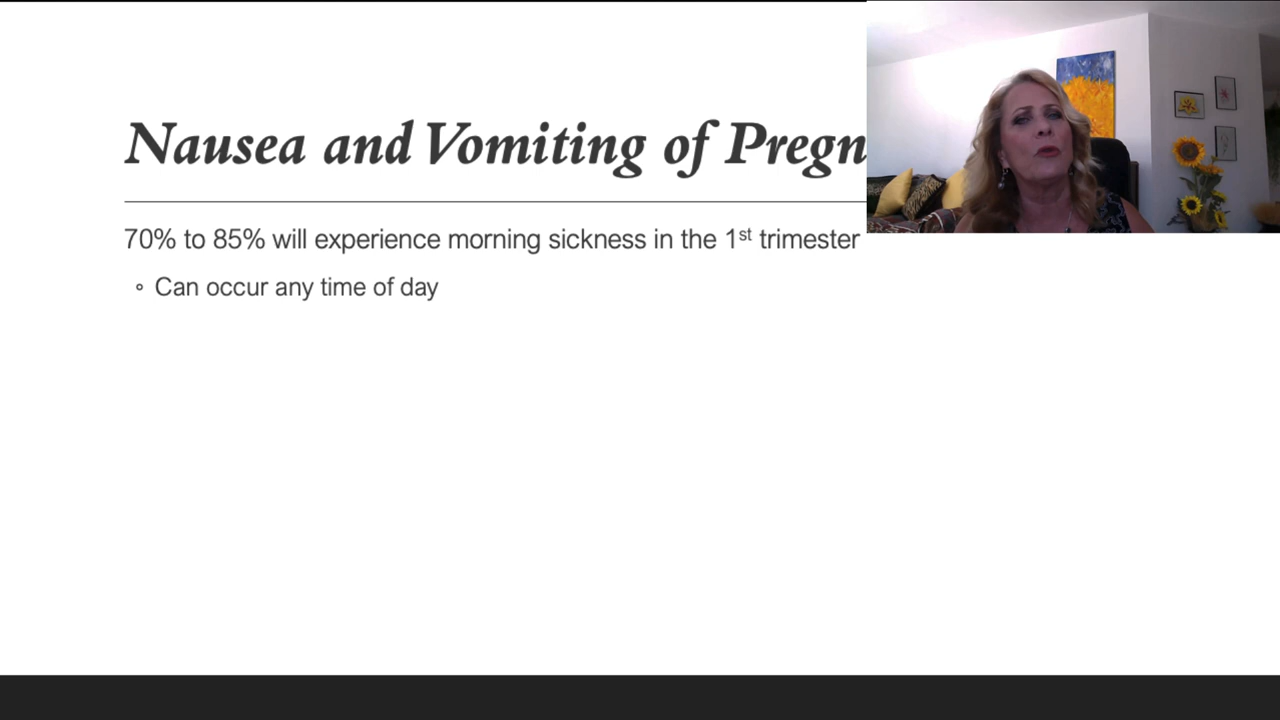 Nausea and Vomiting of Pregn
70% to 85% will experience morning sickness in the 1st trimester
◦ Can occur any time of day